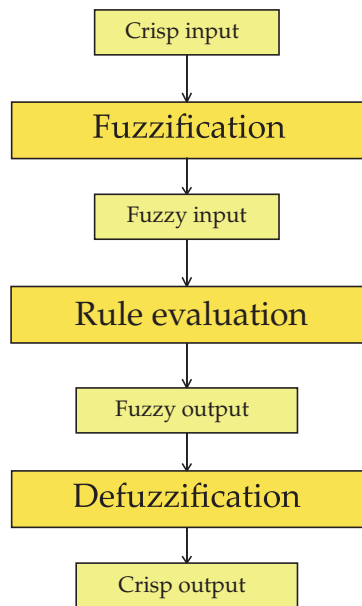 Crisp input
Fuzzification
Fuzzy input
Rule evaluation
Fuzzy output
Defuzzification
Crisp output